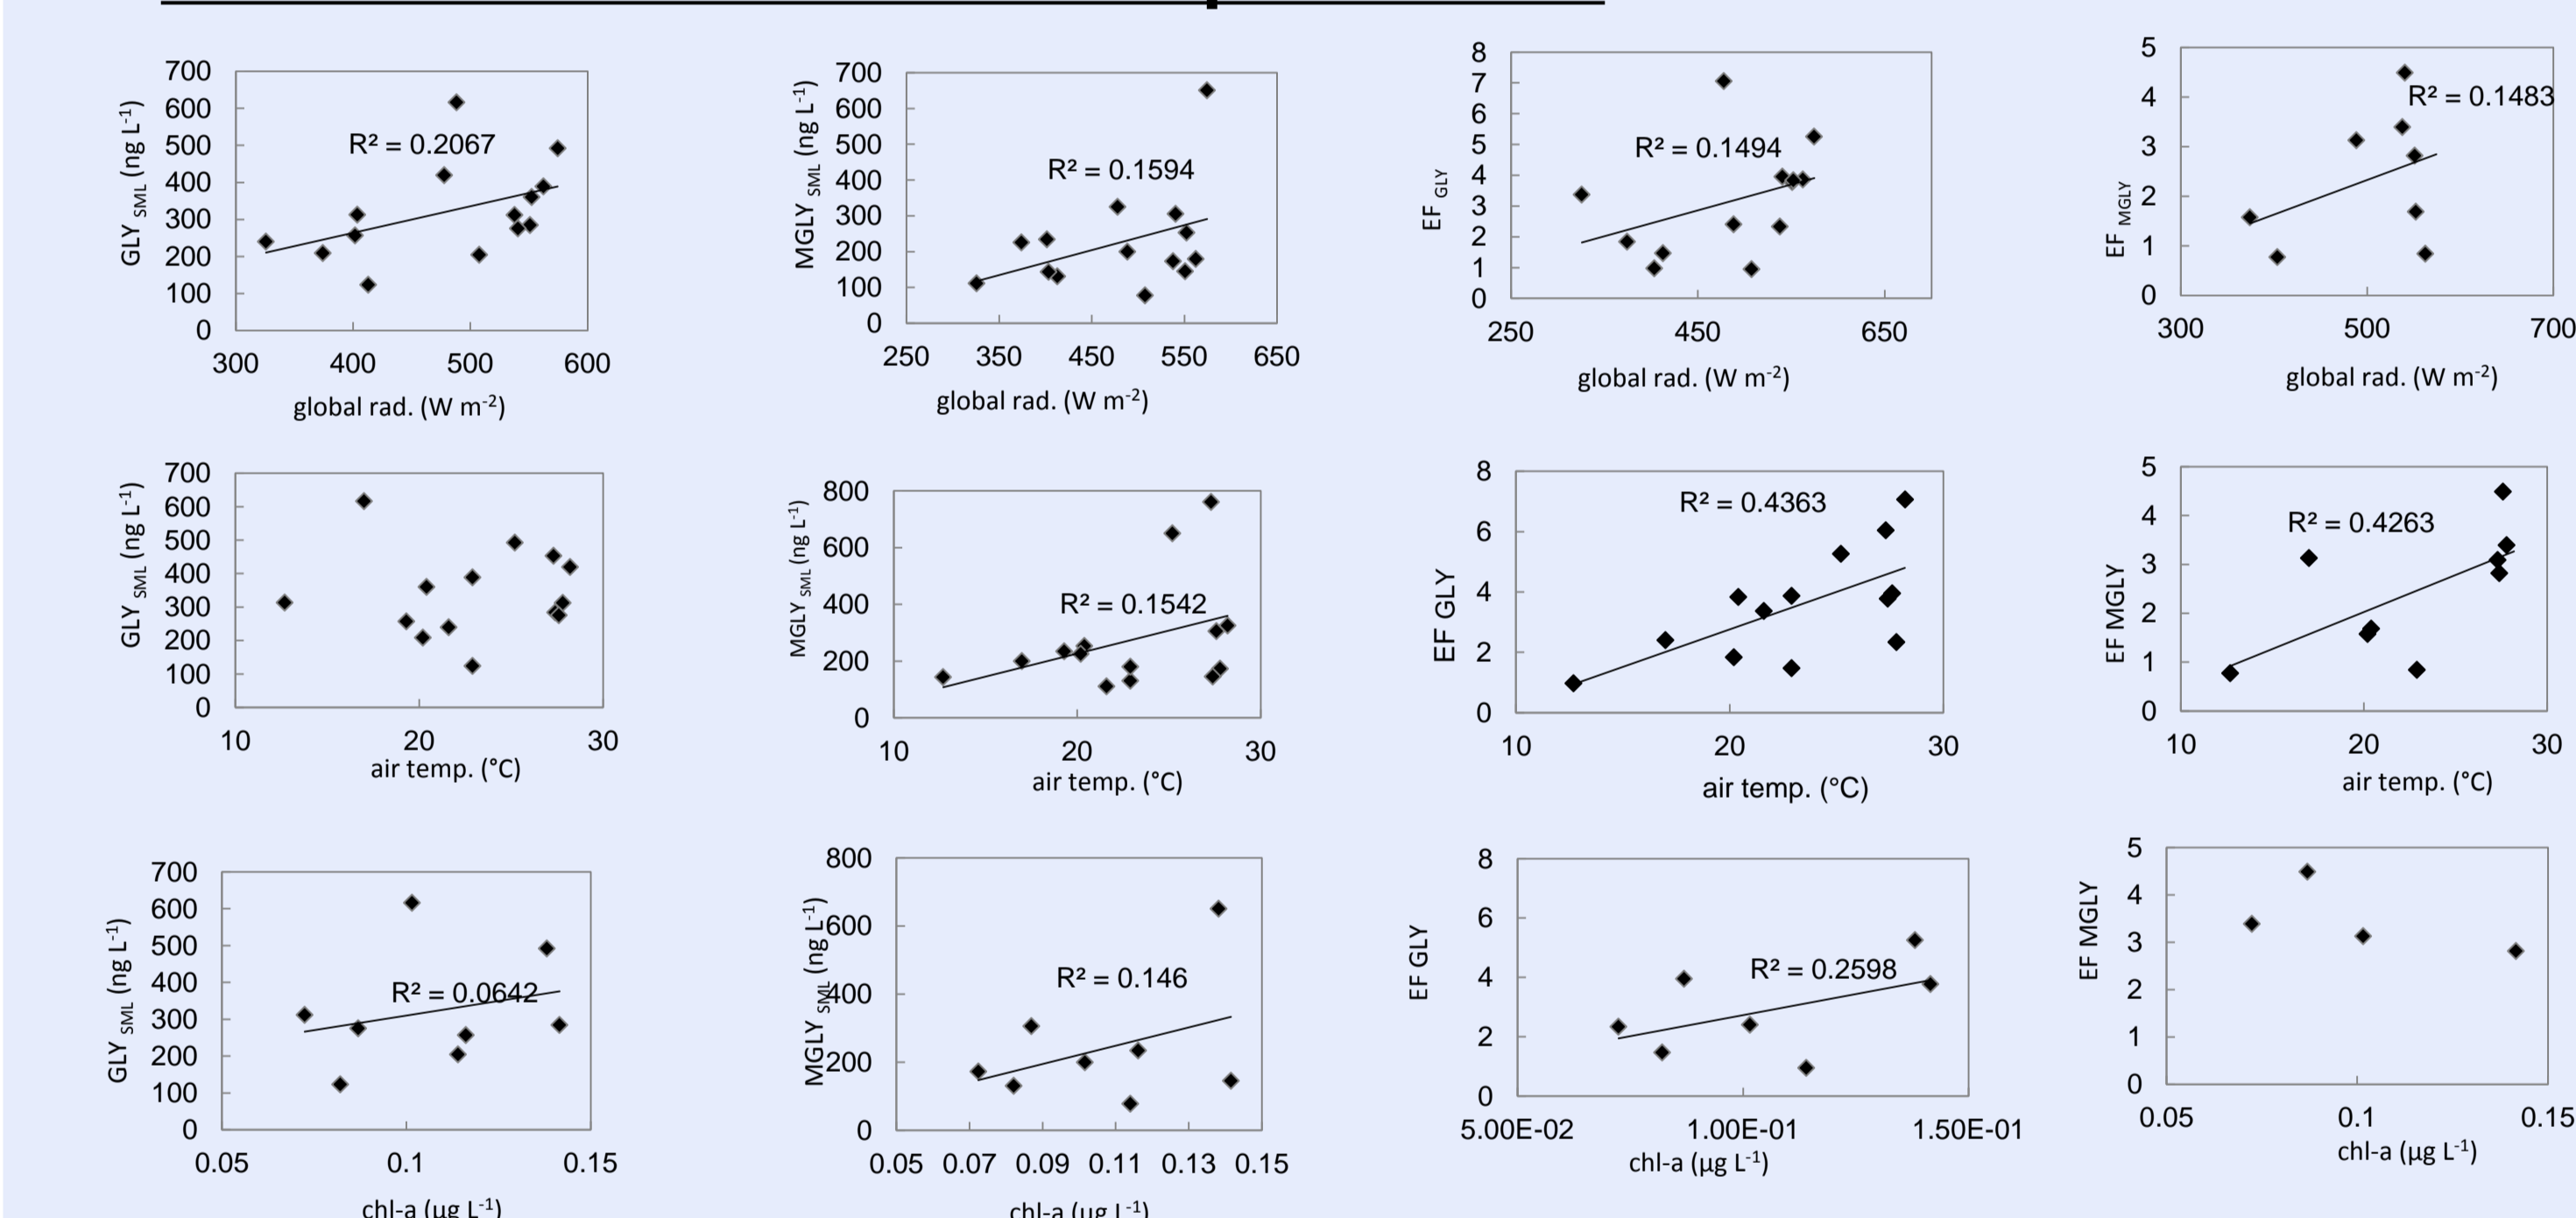 700
600
500
400
300
200
100
0
GLY SML (ng L-1)
R² = 0.2067
300 400 500 600
global rad. (W m-2)
700
600
500
400
300
200
100
0
MGLY SML (ng L-1)
R² = 0.1594
250 350 450 550 650
global rad. (W m-2)
8
7
6
5
4
3
2
1
0
EF GLY
R² = 0.1494
250 450 650
global rad. (W m-2)
5
4
3
2
1
0
EF MGLY
R² = 0.1483
300 500 700
global rad. (W m-2)
700
600
500
400
300
200
100
0
GLY SML (ng L-1)
10 20 30
air temp. (°C)
800
600
400
200
0
MGLY SML (ng L-1)
R² = 0.1542
10 20 30
air temp. (°C)
8
6
4
2
0
EF GLY
R² = 0.4363
10 20 30
air temp. (°C)
5
4
3
2
1
0
EF MGLY
R² = 0.4263
10 20 30
air temp. (°C)
700
600
500
400
300
200
100
0
GLY SML (ng L-1)
R² = 0.0642
0.05 0.1 0.15
chl-a (µg L-1)
800
600
400
200
0
MGLY SML (ng L-1)
R² = 0.146
0.05 0.07 0.09 0.11 0.13 0.15
chl-a (µg L-1)
8
6
4
2
0
EF GLY
R² = 0.2598
5.00E-02 1.00E-01 1.50E-01
chl-a (µg L-1)
5
4
3
2
1
0
EF MGLY
0.05 0.1 0.15
chl-a (µg L-1)